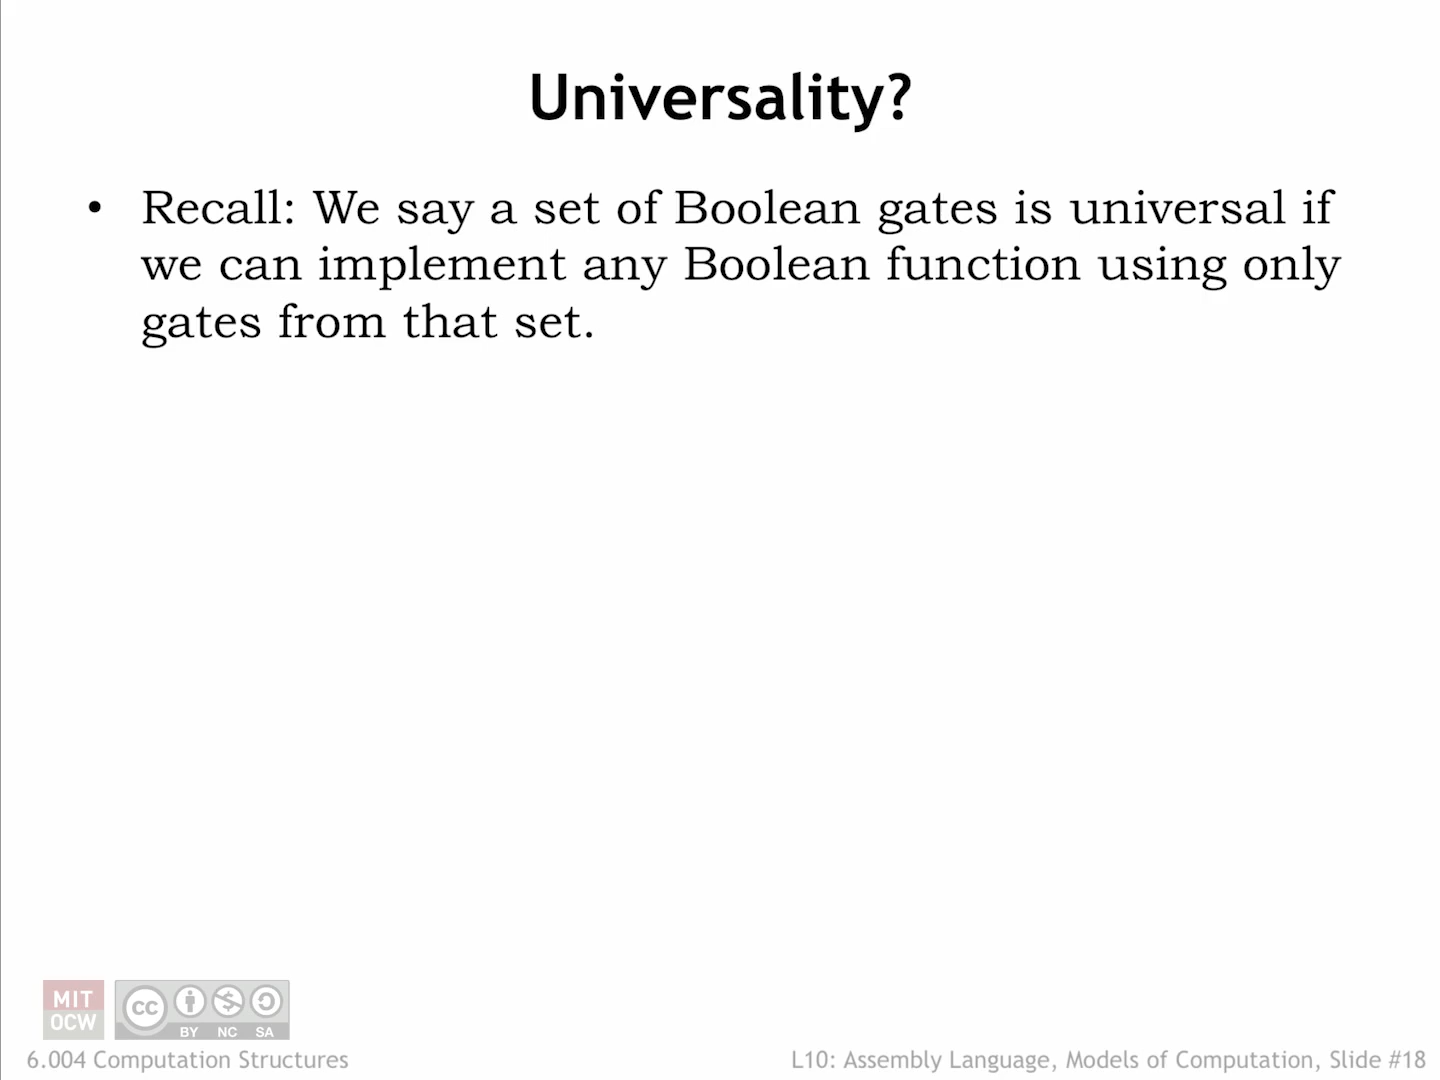 Universality?
• Recall: We say a set of Boolean gates is universal if
we can implement any Boolean function using only
gates from that set.
MIT
OCW
cc
BY NC SA
6.004 Computation Structures
L10: Assembly Language, Models of Computation, Slide #18